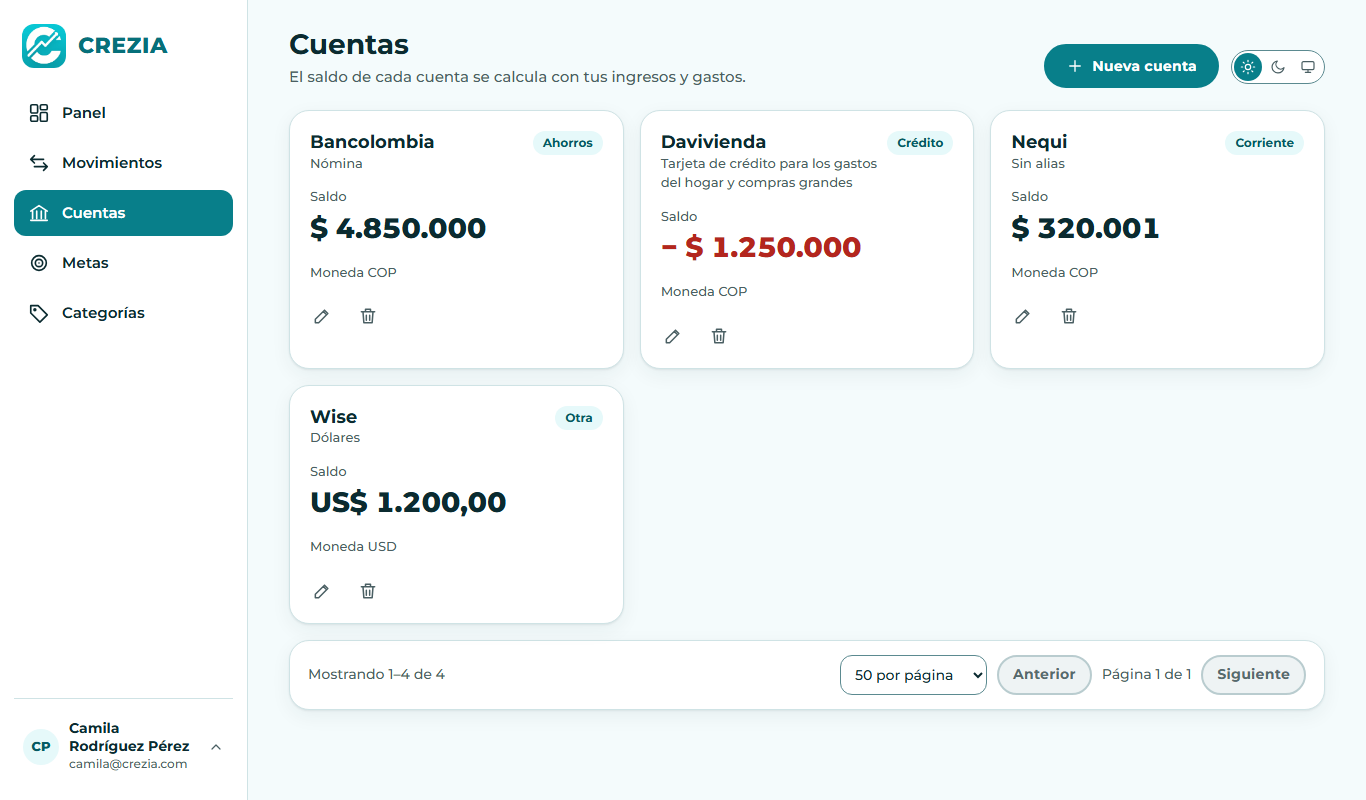 CREZIA
Panel
Movimientos
Cuentas
Metas
Categorías
CP
Camila
Rodríguez Pérez
camila@crezia.com
Cuentas
El saldo de cada cuenta se calcula con tus ingresos y gastos.
Nueva cuenta
Bancolombia
Ahorros
Nómina
Saldo
$ 4.850.000
Moneda COP
Davivienda
Crédito
Tarjeta de crédito para los gastos
del hogar y compras grandes
Saldo
− $ 1.250.000
Moneda COP
Nequi
Corriente
Sin alias
Saldo
$ 320.001
Moneda COP
Wise
Otra
Dólares
Saldo
US$ 1.200,00
Moneda USD
Mostrando 1–4 de 4
50 por página
Anterior
Página 1 de 1
Siguiente